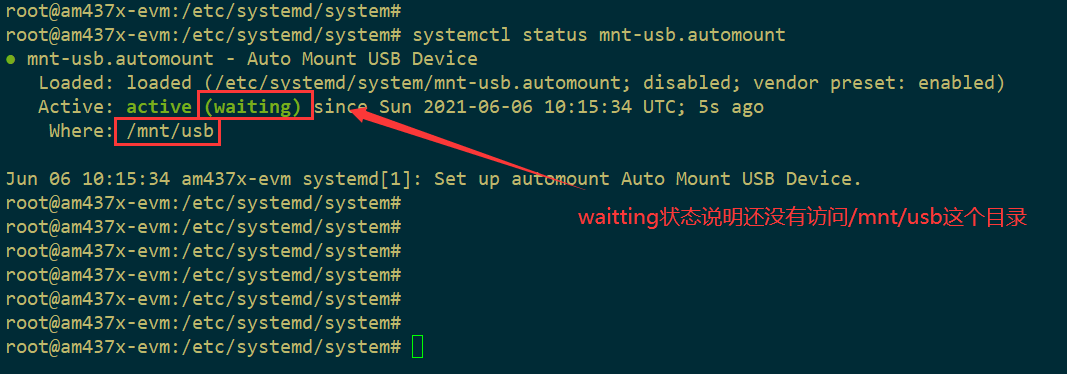 root@am437x-evm:/etc/systemd/system#
root@am437x-evm:/etc/systemd/system# systemctl status mnt-usb.automount
● mnt-usb.automount - Auto Mount USB Device
   Loaded: loaded (/etc/systemd/system/mnt-usb.automount; disabled; vendor preset: enabled)
   Active: active (waiting) since Sun 2021-06-06 10:15:34 UTC; 5s ago
    Where: /mnt/usb
Jun 06 10:15:34 am437x-evm systemd[1]: Set up automount Auto Mount USB Device.
root@am437x-evm:/etc/systemd/system#
waitting状态说明还没有访问/mnt/usb这个目录
root@am437x-evm:/etc/systemd/system#
root@am437x-evm:/etc/systemd/system#
root@am437x-evm:/etc/systemd/system#
root@am437x-evm:/etc/systemd/system#
root@am437x-evm:/etc/systemd/system#
root@am437x-evm:/etc/systemd/system#